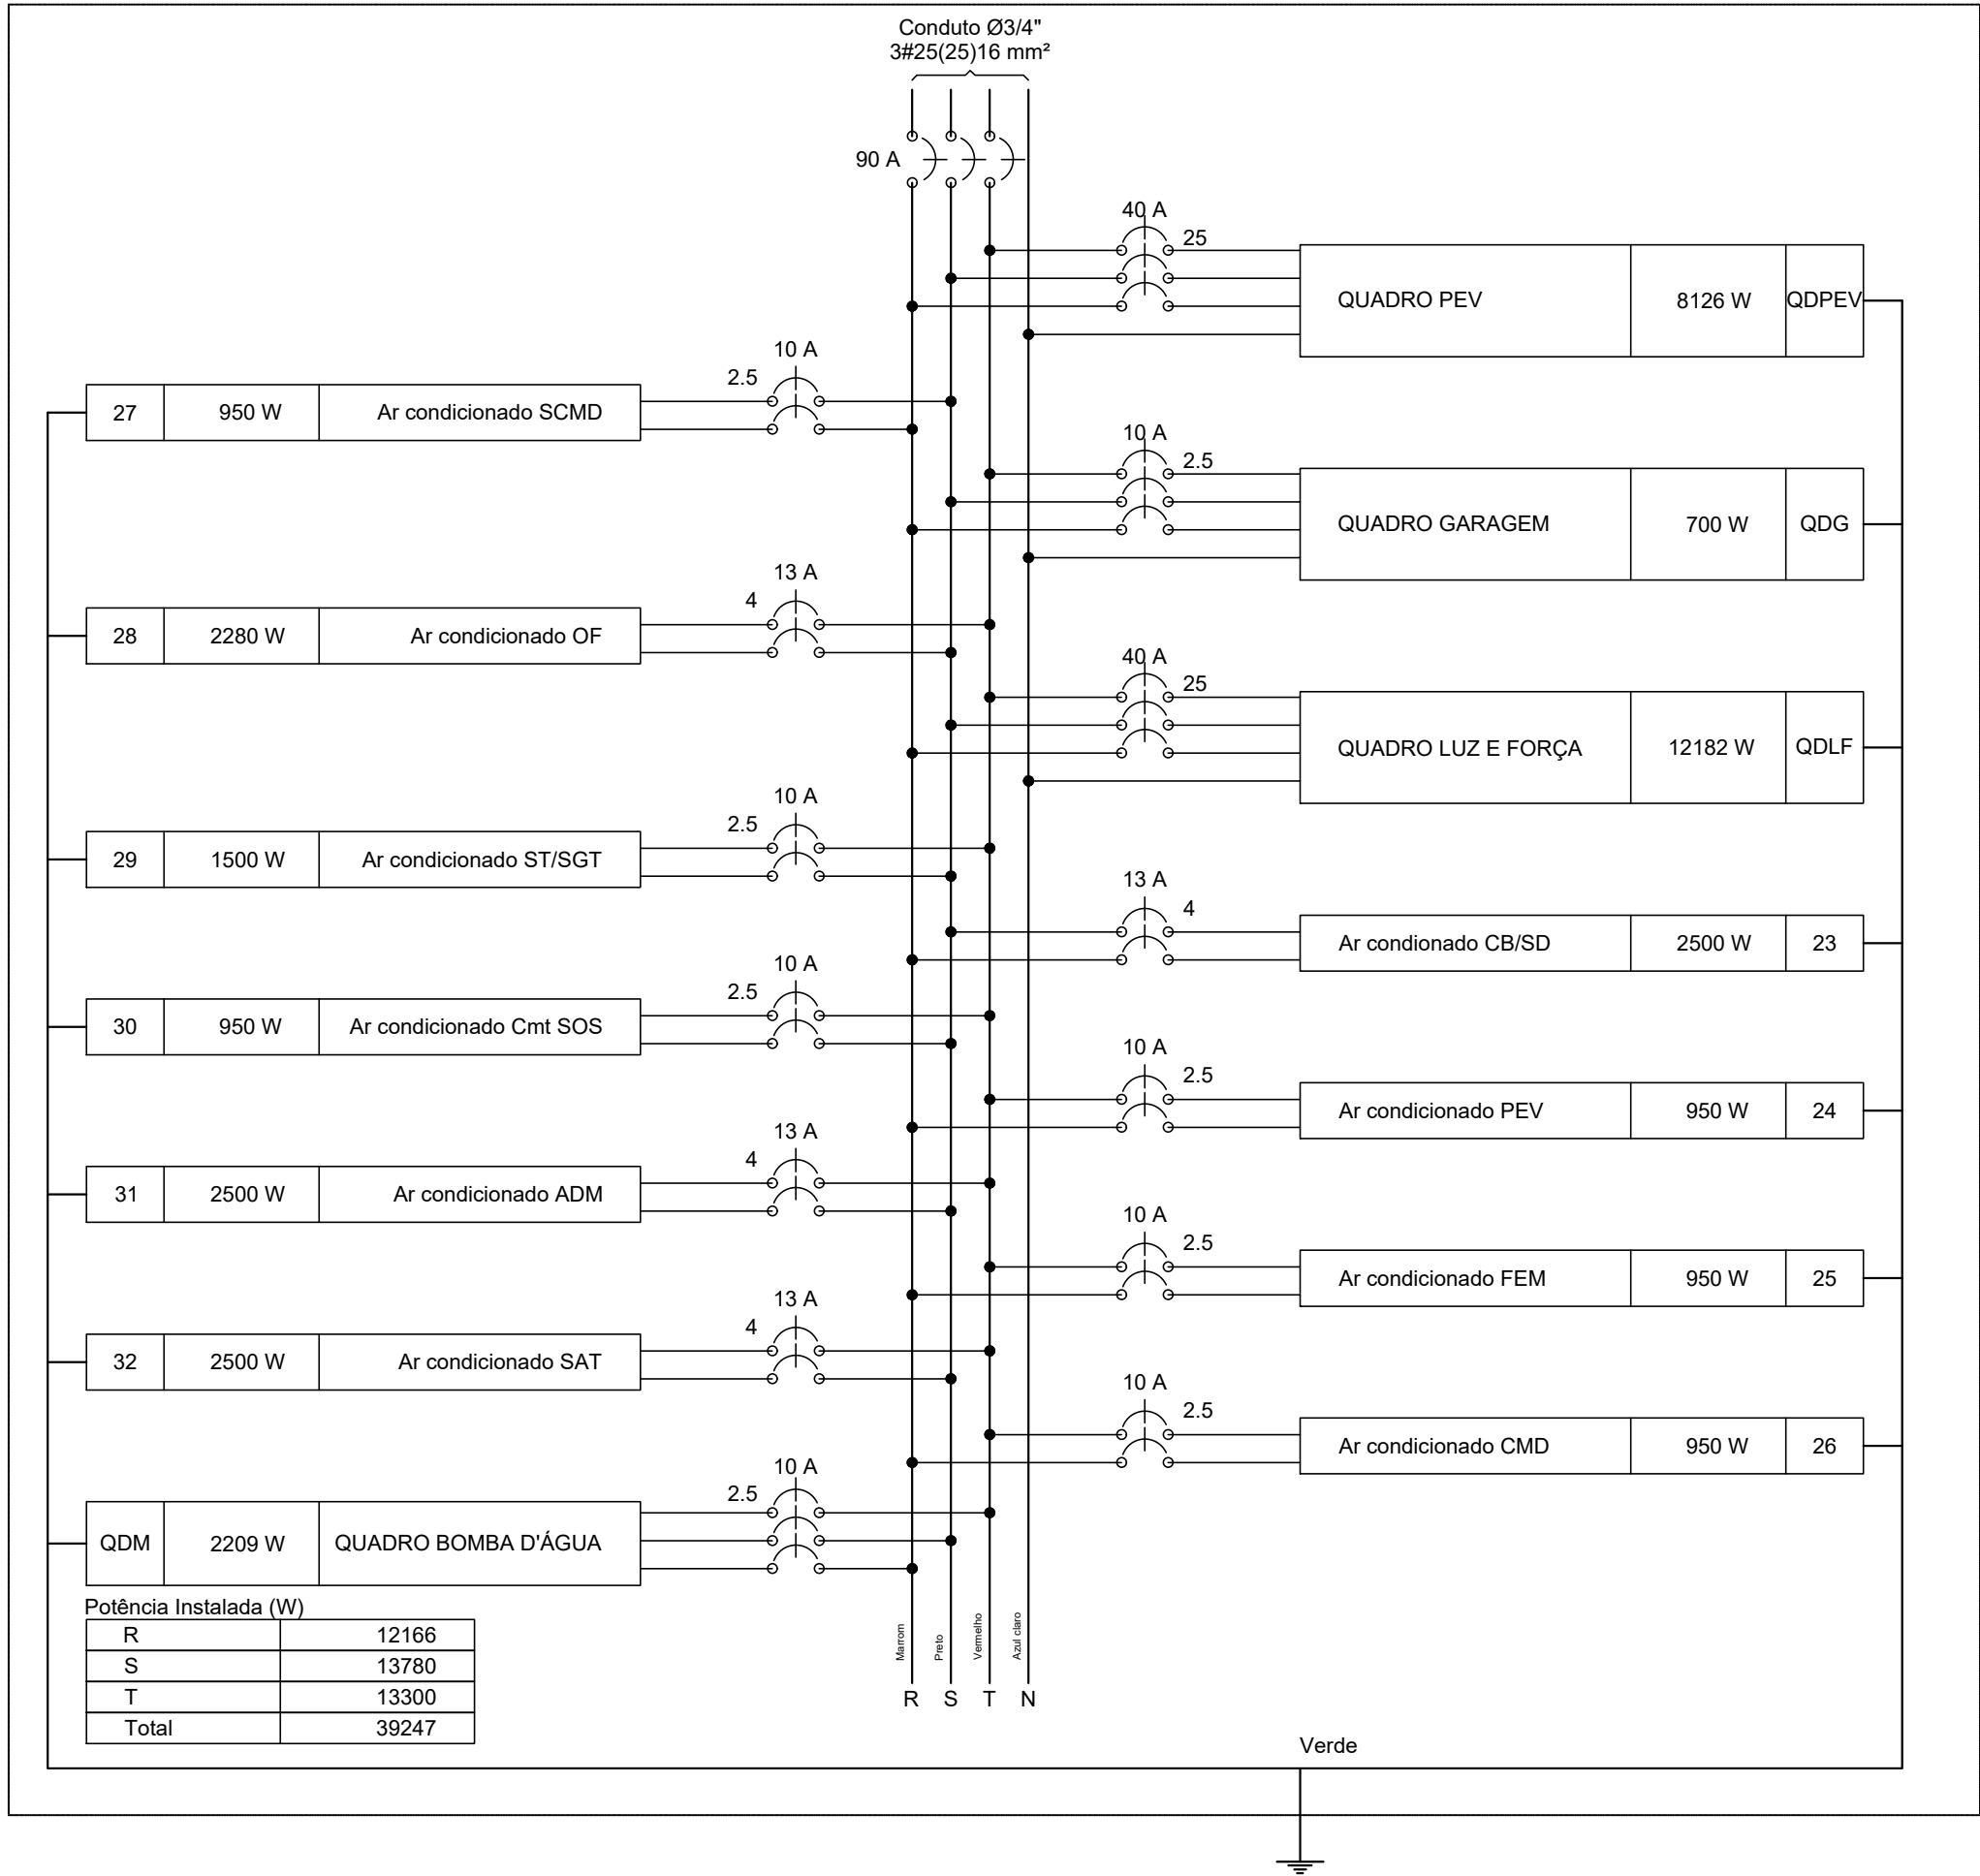 Conduto Ø3/4"
3#25(25)16 mm²
90 A
40 A
25
QUADRO PEV 8126 W QDPEV
10 A
2.5
27 950 W Ar condicionado SCMD
10 A
2.5
QUADRO GARAGEM 700 W QDG
13 A
4
28 2280 W Ar condicionado OF
40 A
25
QUADRO LUZ E FORÇA 12182 W QDLF
10 A
2.5
29 1500 W Ar condicionado ST/SGT
13 A
4
Ar condionado CB/SD 2500 W 23
10 A
2.5
30 950 W Ar condicionado Cmt SOS
10 A
2.5
Ar condicionado PEV 950 W 24
13 A
4
31 2500 W Ar condicionado ADM
10 A
2.5
Ar condicionado FEM 950 W 25
13 A
4
32 2500 W Ar condicionado SAT
10 A
2.5
Ar condicionado CMD 950 W 26
10 A
2.5
QDM 2209 W QUADRO BOMBA D'ÁGUA
Potência Instalada (W)
R 12166
S 13780
T 13300
Total 39247
Marrom
Preto
Vermelho
Azul claro
R S T N
Verde